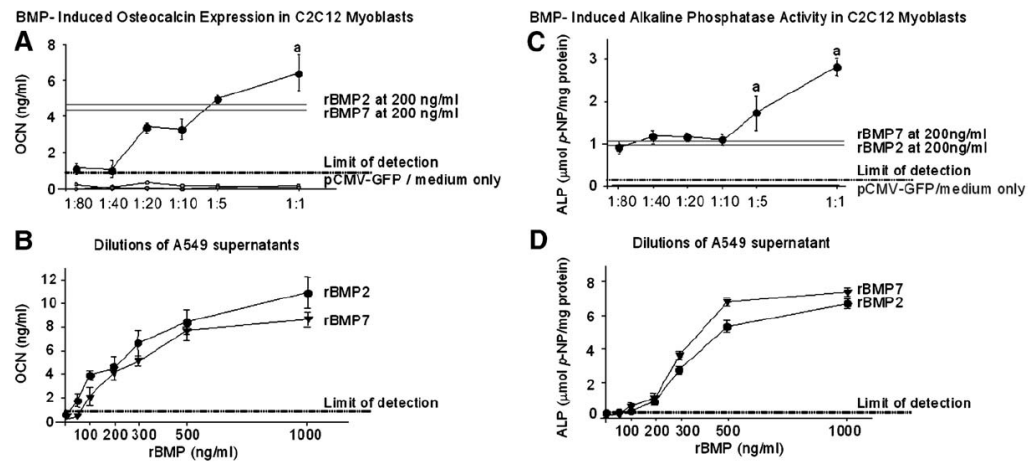 BMP- Induced Osteocalcin Expression in C2C12 Myoblasts
A
OCN (ng/ml)
8
6
4
2
0
a
rBMP2 at 200 ng/ml
rBMP7 at 200 ng/ml
Limit of detection
pCMV-GFP / medium only
1:80 1:40 1:20 1:10 1:5 1:1
Dilutions of A549 supernatants
B
OCN (ng/ml)
12
10
8
6
4
2
0
rBMP2
rBMP7
Limit of detection
100 200 300 500 1000
rBMP (ng/ml)
BMP- Induced Alkaline Phosphatase Activity in C2C12 Myoblasts
C
ALP (μmol p-NP/mg protein)
3
2
1
0
a
a
rBMP7 at 200ng/ml
rBMP2 at 200ng/ml
Limit of detection
pCMV-GFP/medium only
1:80 1:40 1:20 1:10 1:5 1:1
Dilutions of A549 supernatant
D
ALP (μmol p-NP/mg protein)
8
6
4
2
0
rBMP7
rBMP2
Limit of detection
100 200 300 500 1000
rBMP (ng/ml)